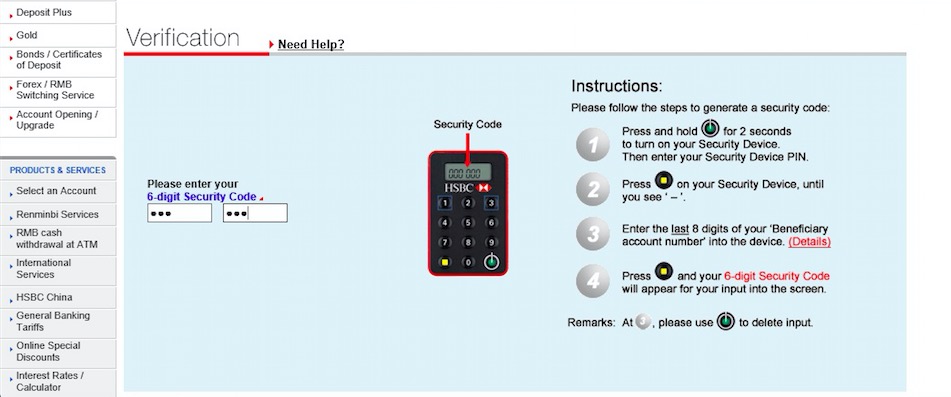 Deposit Plus
Gold
Bonds / Certificates
of Deposit
Forex / RMB
Switching Service
Account Opening /
Upgrade
PRODUCTS & SERVICES
Select an Account
Renminbi Services
RMB cash
withdrawal at ATM
International
Services
HSBC China
General Banking
Tariffs
Online Special
Discounts
Interest Rates /
Calculator
Verification
Need Help?
Please enter your
6-digit Security Code
Security Code
000 000
HSBC
1 2 3
4 5 6
7 8 9
0
Instructions:
Please follow the steps to generate a security code:
1
Press and hold for 2 seconds
to turn on your Security Device.
Then enter your Security Device PIN.
2
Press on your Security Device, until
you see ‘ – ’.
3
Enter the last 8 digits of your ‘Beneficiary
account number’ into the device. (Details)
4
Press and your 6-digit Security Code
will appear for your input into the screen.
Remarks: At 3, please use to delete input.